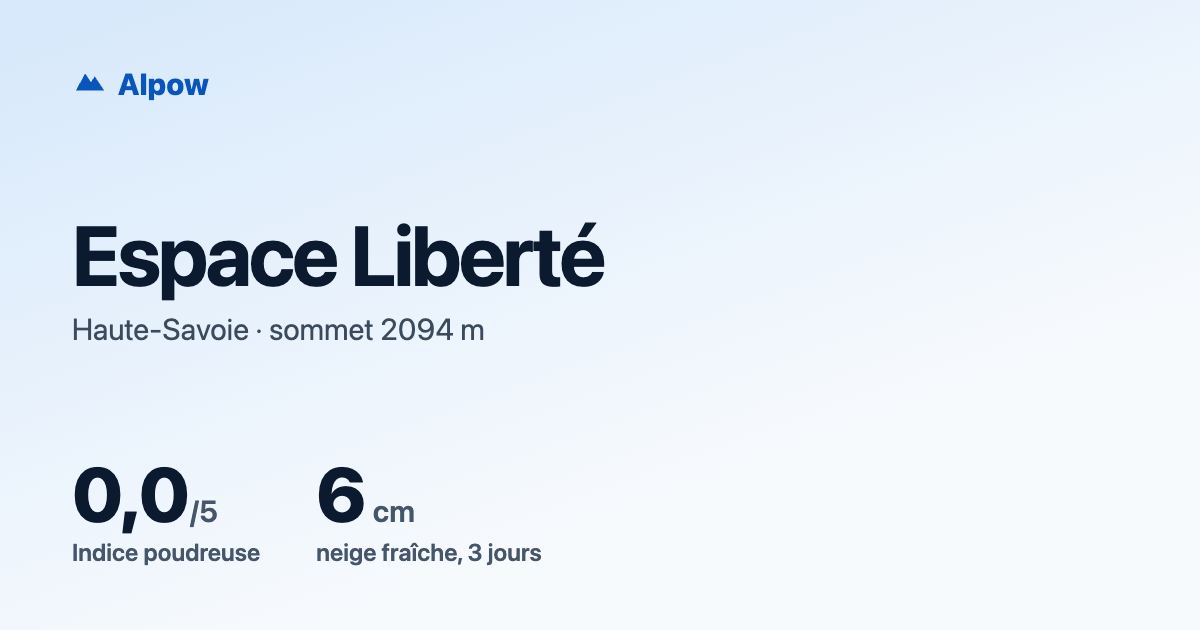 Alpow
Espace Liberté
Haute-Savoie · sommet 2094 m
0,0/5
Indice poudreuse
6 cm
neige fraîche, 3 jours